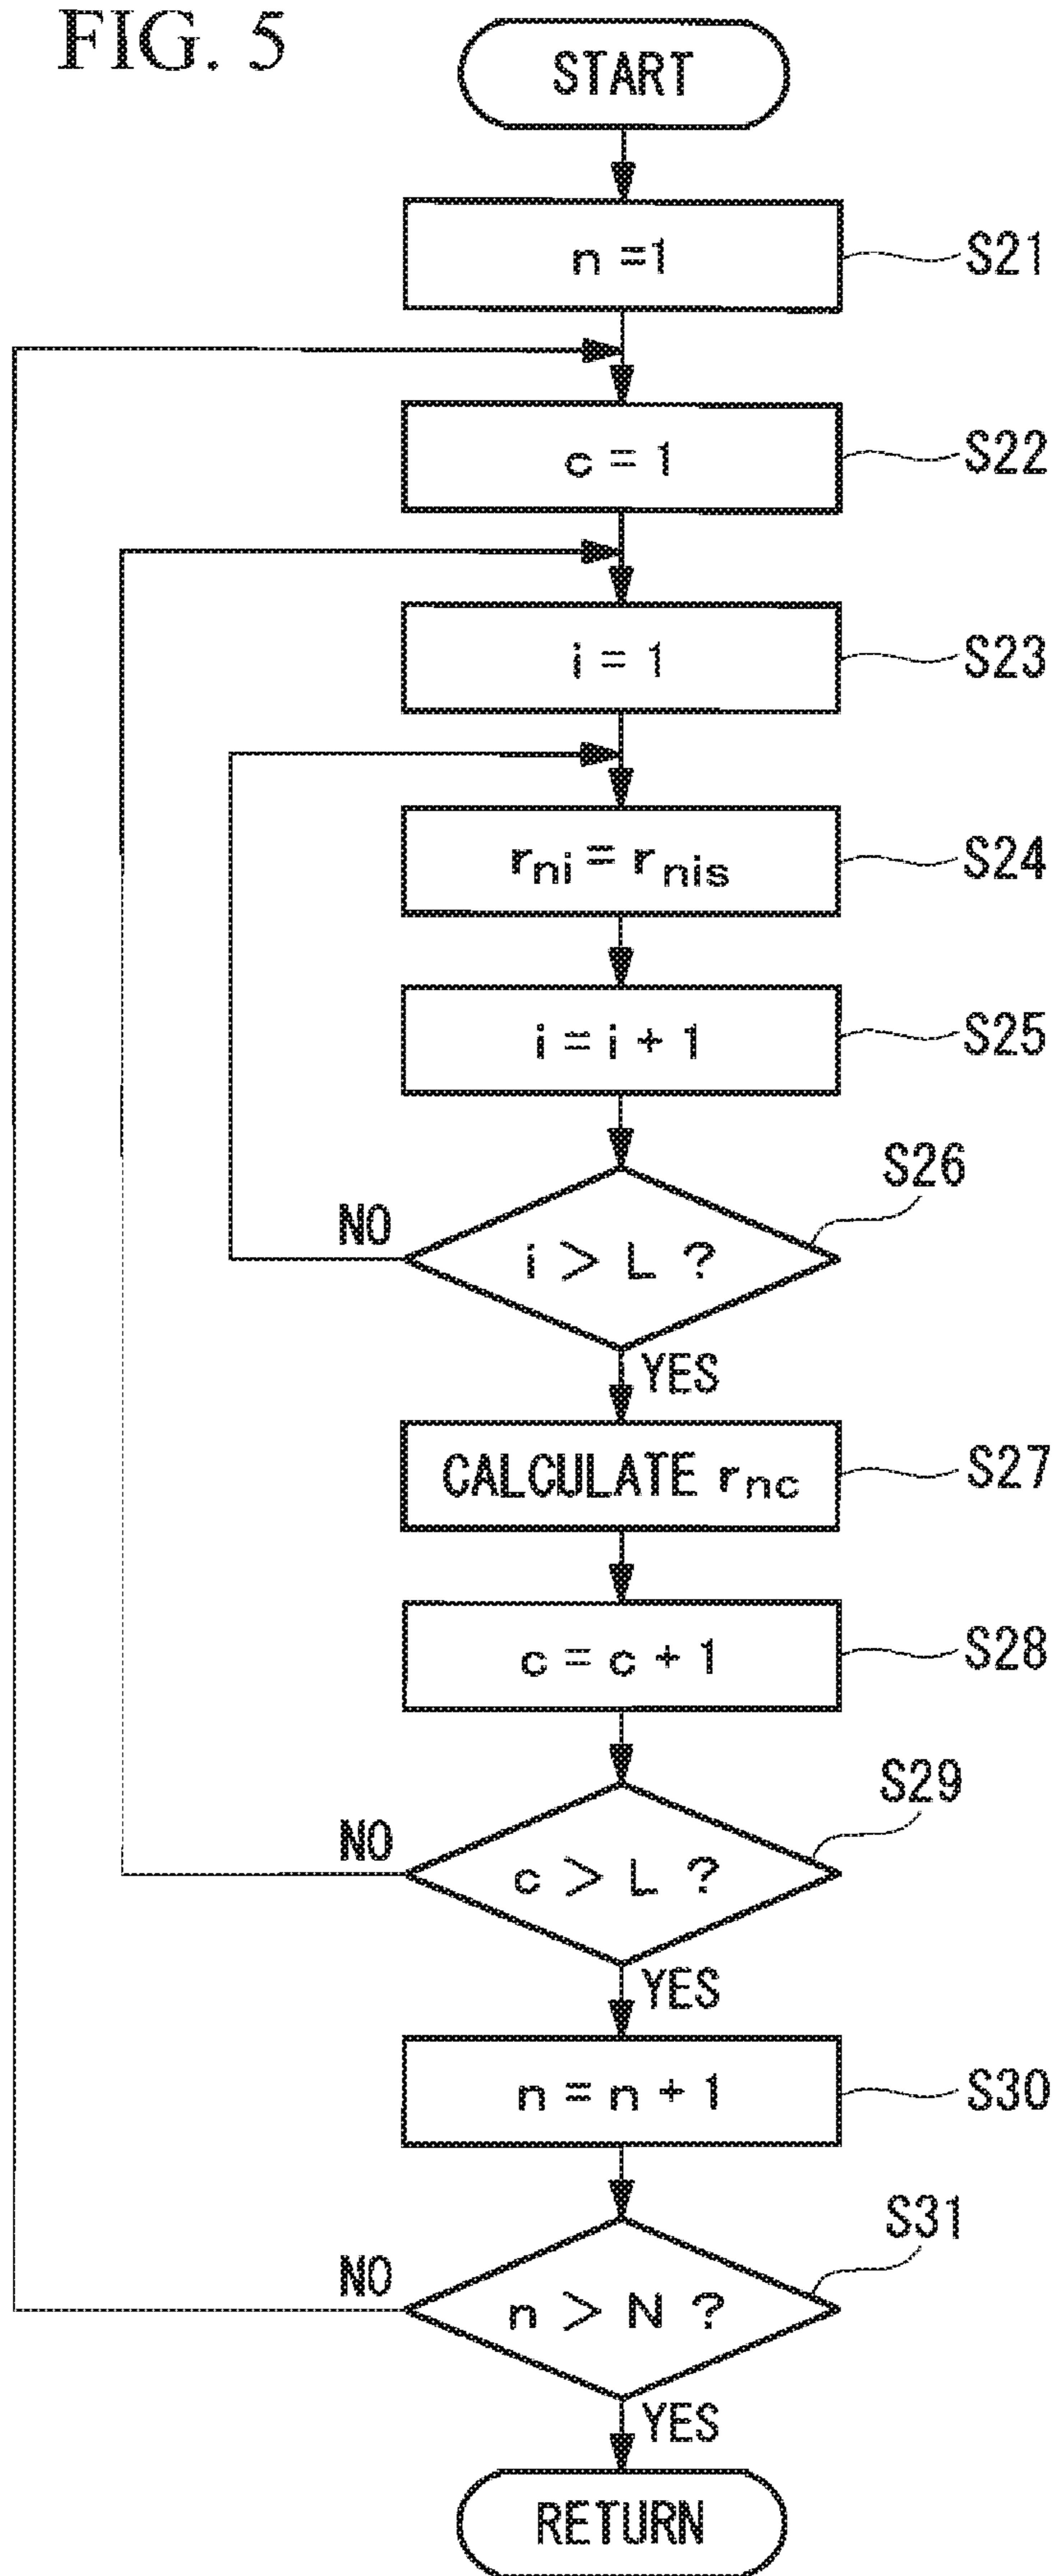 FIG. 5
START
n =1
S21
c = 1
S22
i = 1
S23
r_ni = r_nis
S24
i = i + 1
S25
S26
NO
i > L ?
YES
CALCULATE r_nc
S27
c = c + 1
S28
S29
NO
c > L ?
YES
n = n + 1
S30
S31
NO
n > N ?
YES
RETURN